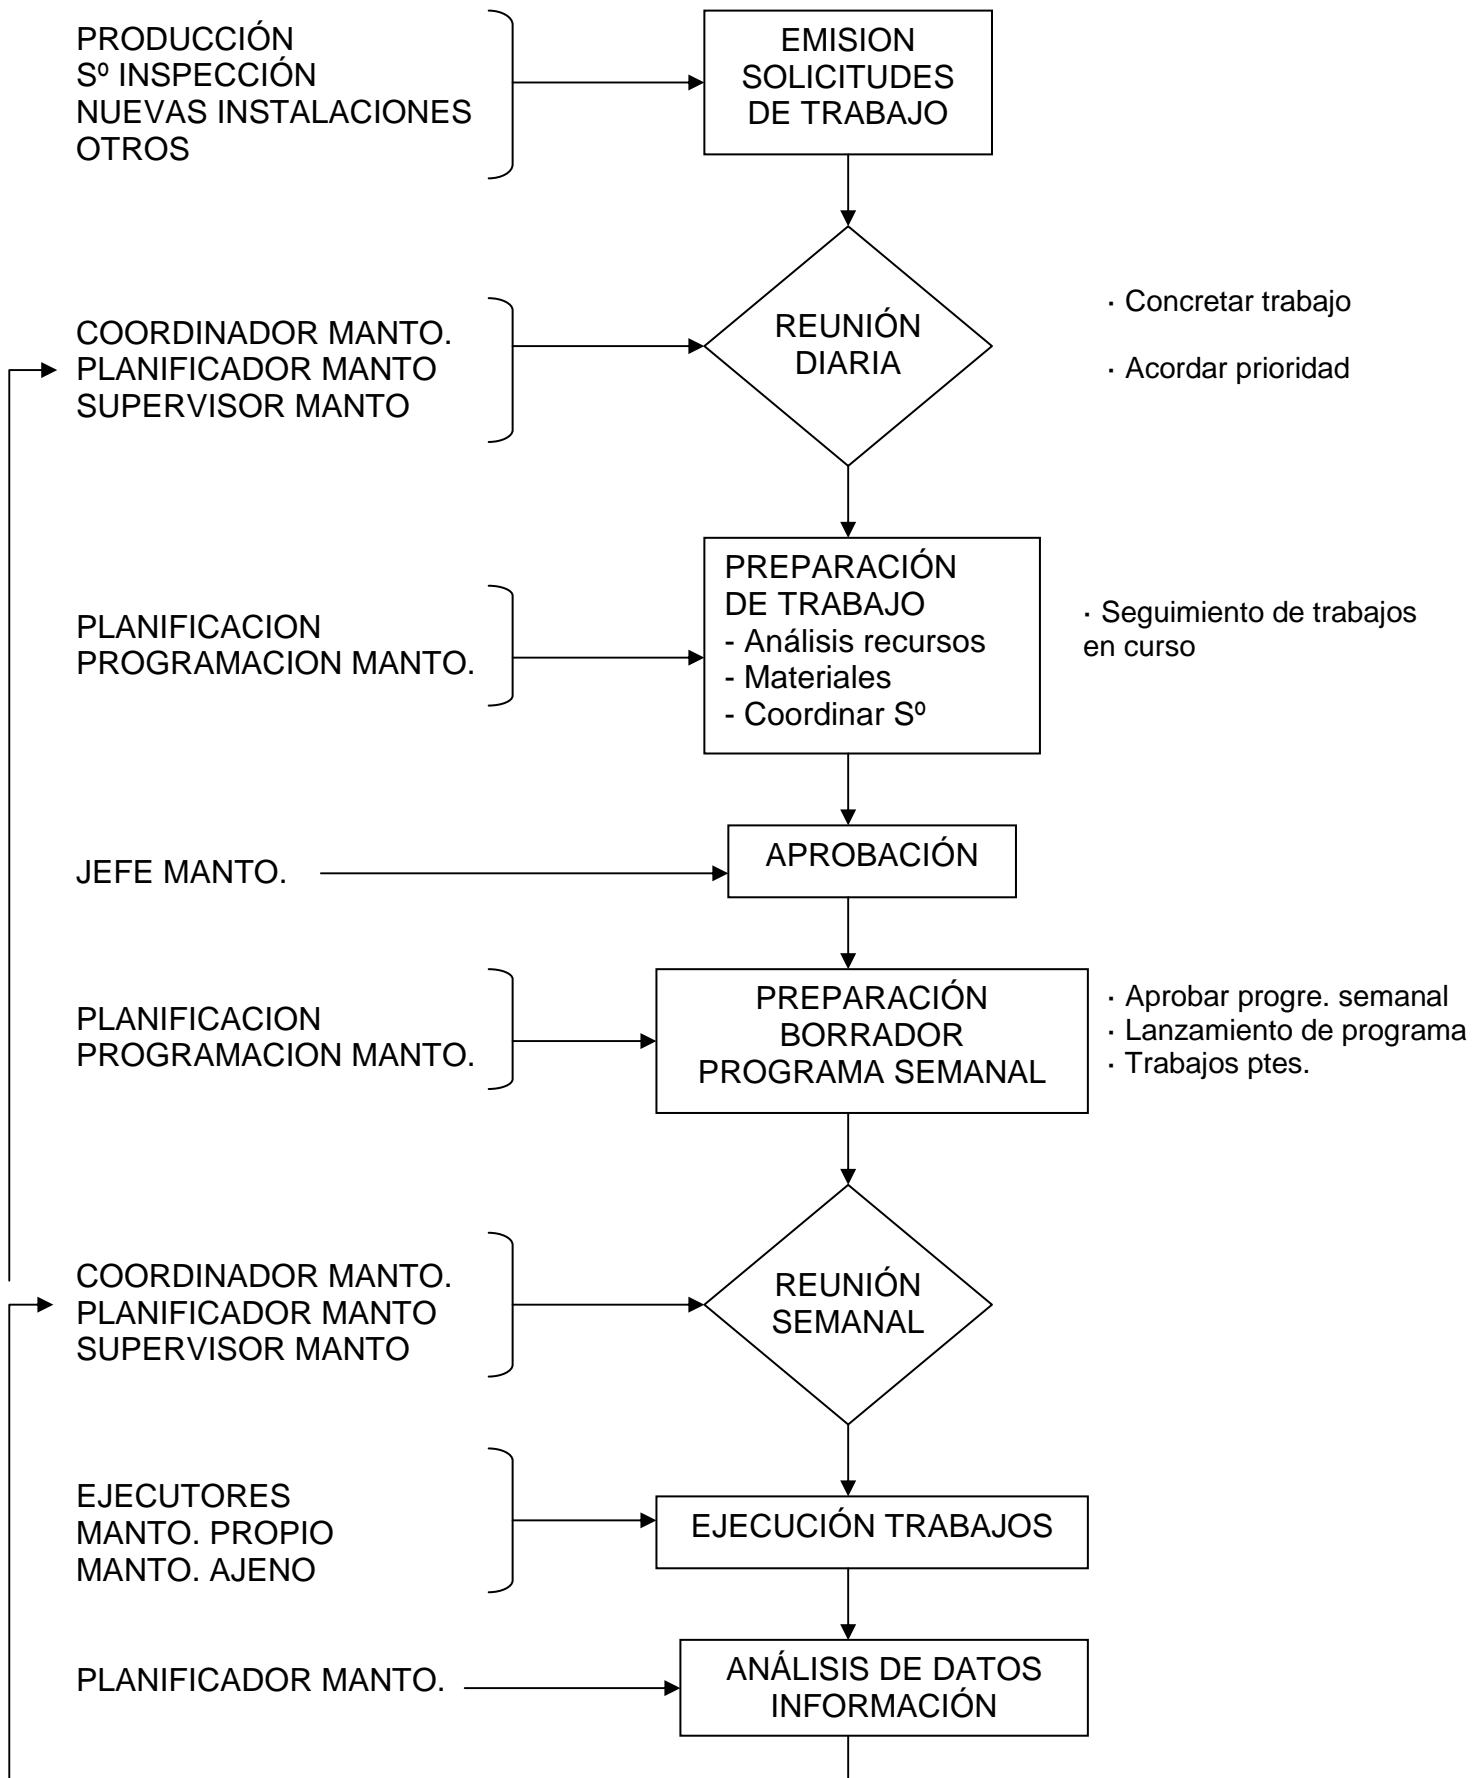 PRODUCCIÓN
Sº INSPECCIÓN
NUEVAS INSTALACIONES
OTROS
EMISION
SOLICITUDES
DE TRABAJO
COORDINADOR MANTO.
PLANIFICADOR MANTO
SUPERVISOR MANTO
REUNIÓN
DIARIA
· Concretar trabajo
· Acordar prioridad
PLANIFICACION
PROGRAMACION MANTO.
PREPARACIÓN
DE TRABAJO
- Análisis recursos
- Materiales
- Coordinar Sº
· Seguimiento de trabajos
en curso
JEFE MANTO.
APROBACIÓN
PLANIFICACION
PROGRAMACION MANTO.
PREPARACIÓN
BORRADOR
PROGRAMA SEMANAL
· Aprobar progre. semanal
· Lanzamiento de programa
· Trabajos ptes.
COORDINADOR MANTO.
PLANIFICADOR MANTO
SUPERVISOR MANTO
REUNIÓN
SEMANAL
EJECUTORES
MANTO. PROPIO
MANTO. AJENO
EJECUCIÓN TRABAJOS
PLANIFICADOR MANTO.
ANÁLISIS DE DATOS
INFORMACIÓN